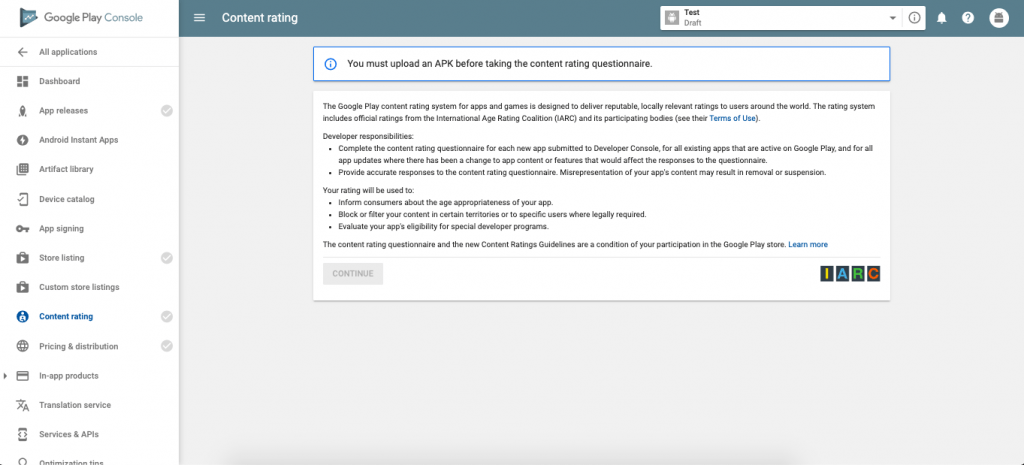 Google Play Console
Content rating
Test
Draft
All applications
Dashboard
App releases
Android Instant Apps
Artifact library
Device catalog
App signing
Store listing
Custom store listings
Content rating
Pricing & distribution
In-app products
Translation service
Services & APIs
Optimization tips
You must upload an APK before taking the content rating questionnaire.
The Google Play content rating system for apps and games is designed to deliver reputable, locally relevant ratings to users around the world. The rating system
includes official ratings from the International Age Rating Coalition (IARC) and its participating bodies (see their Terms of Use).
Developer responsibilities:
• Complete the content rating questionnaire for each new app submitted to Developer Console, for all existing apps that are active on Google Play, and for all
app updates where there has been a change to app content or features that would affect the responses to the questionnaire.
• Provide accurate responses to the content rating questionnaire. Misrepresentation of your app's content may result in removal or suspension.
Your rating will be used to:
• Inform consumers about the age appropriateness of your app.
• Block or filter your content in certain territories or to specific users where legally required.
• Evaluate your app's eligibility for special developer programs.
The content rating questionnaire and the new Content Ratings Guidelines are a condition of your participation in the Google Play store. Learn more
CONTINUE
IARC